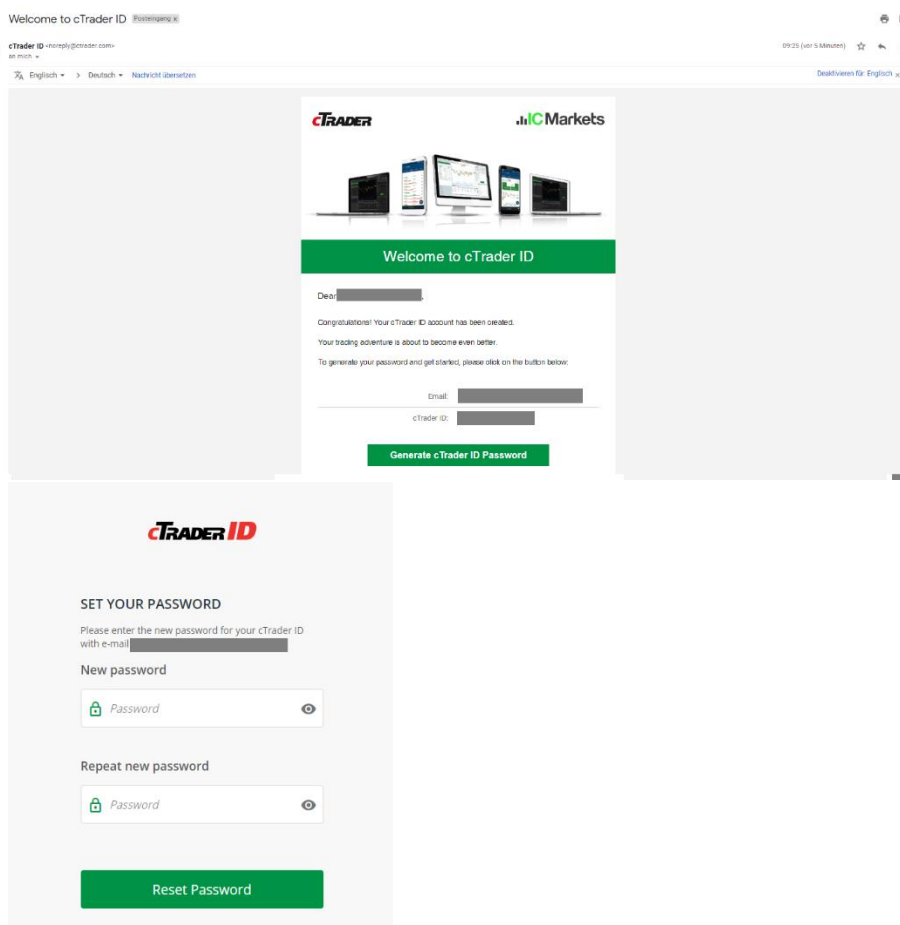 Welcome to cTrader ID Posteingang x
cTrader ID <noreply@ctrader.com>
09:25 (vor 5 Minuten)
an mich
Englisch > Deutsch Nachricht übersetzen
Deaktivieren für: Englisch x
cTRADER
IC Markets
Welcome to cTrader ID
Dear ,
Congratulations! Your cTrader ID account has been created.
Your trading adventure is about to become even better.
To generate your password and get started, please click on the button below:
Email:
cTrader ID:
Generate cTrader ID Password
cTRADER ID
SET YOUR PASSWORD
Please enter the new password for your cTrader ID
with e-mail
New password
Password
Repeat new password
Password
Reset Password